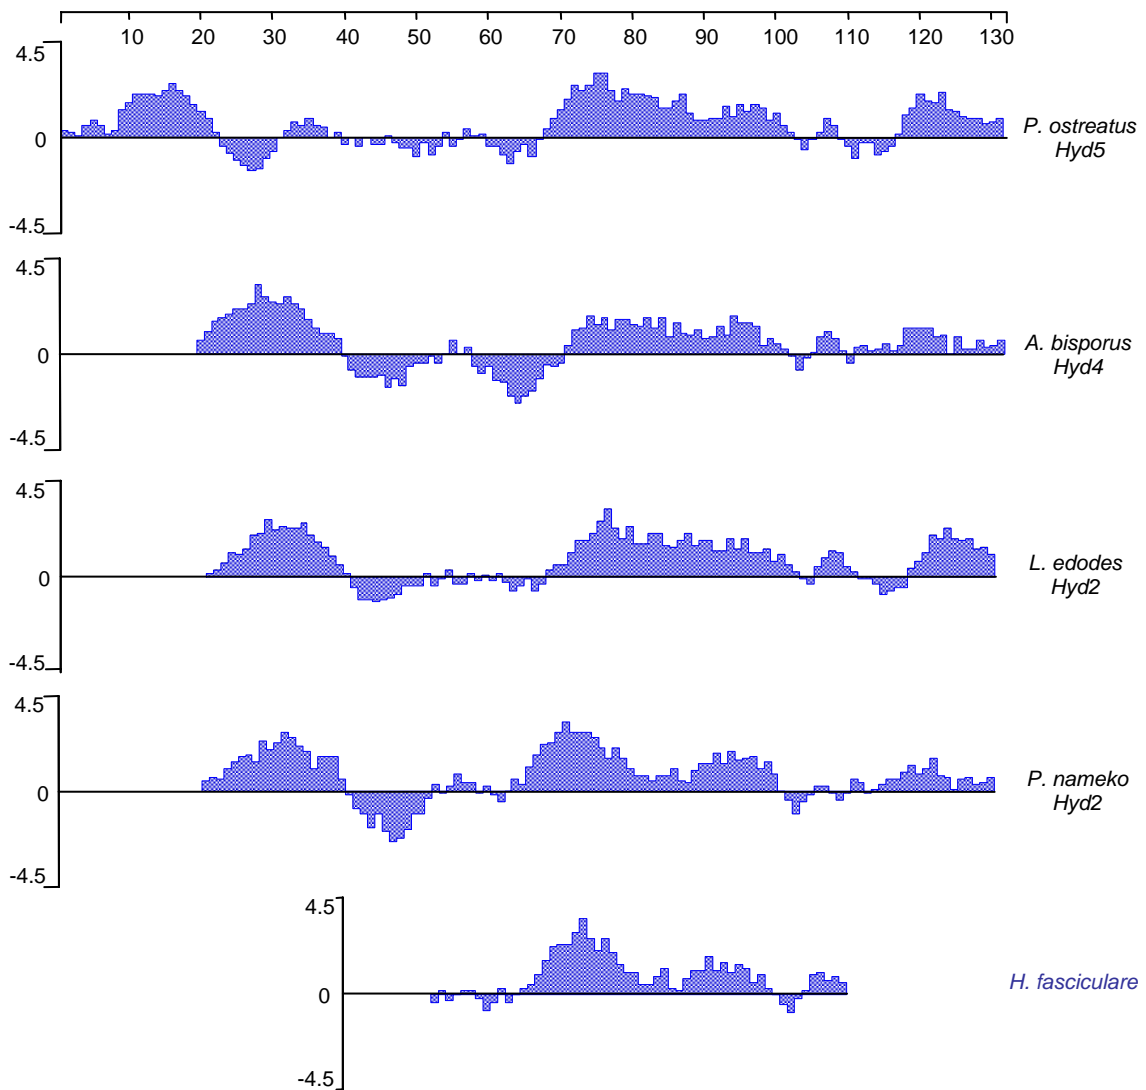 10 20 30 40 50 60 70 80 90 100 110 120 130
4.5
0
-4.5
P. ostreatus
Hyd5
4.5
0
-4.5
A. bisporus
Hyd4
4.5
0
-4.5
L. edodes
Hyd2
4.5
0
-4.5
P. nameko
Hyd2
4.5
0
-4.5
H. fasciculare